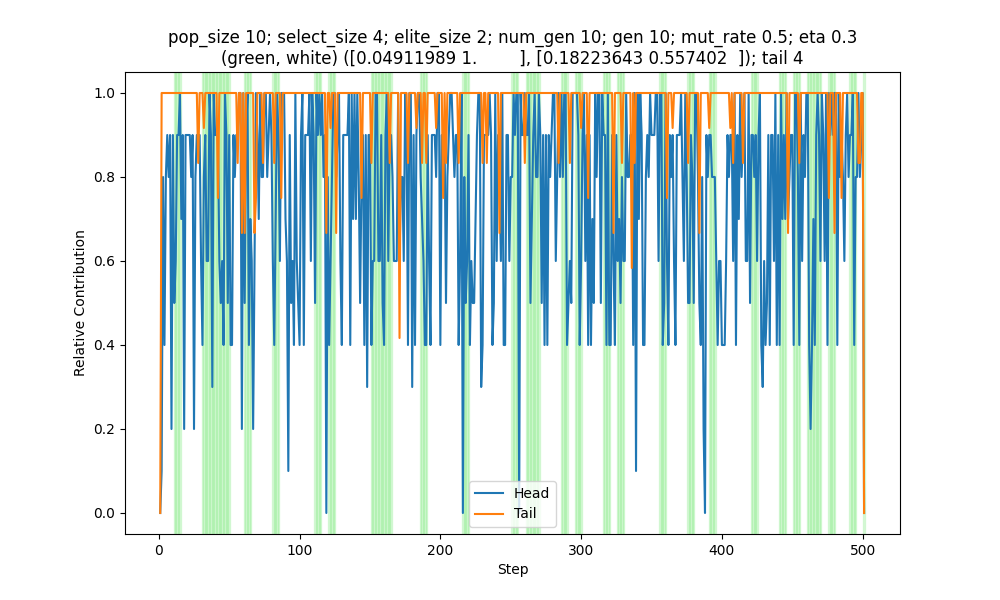 pop_size 10; select_size 4; elite_size 2; num_gen 10; gen 10; mut_rate 0.5; eta 0.3
(green, white) ([0.04911989 1.        ], [0.18223643 0.557402  ]); tail 4
1.0
0.8
0.6
0.4
0.2
0.0
Relative Contribution
Head
Tail
0
100
200
300
400
500
Step